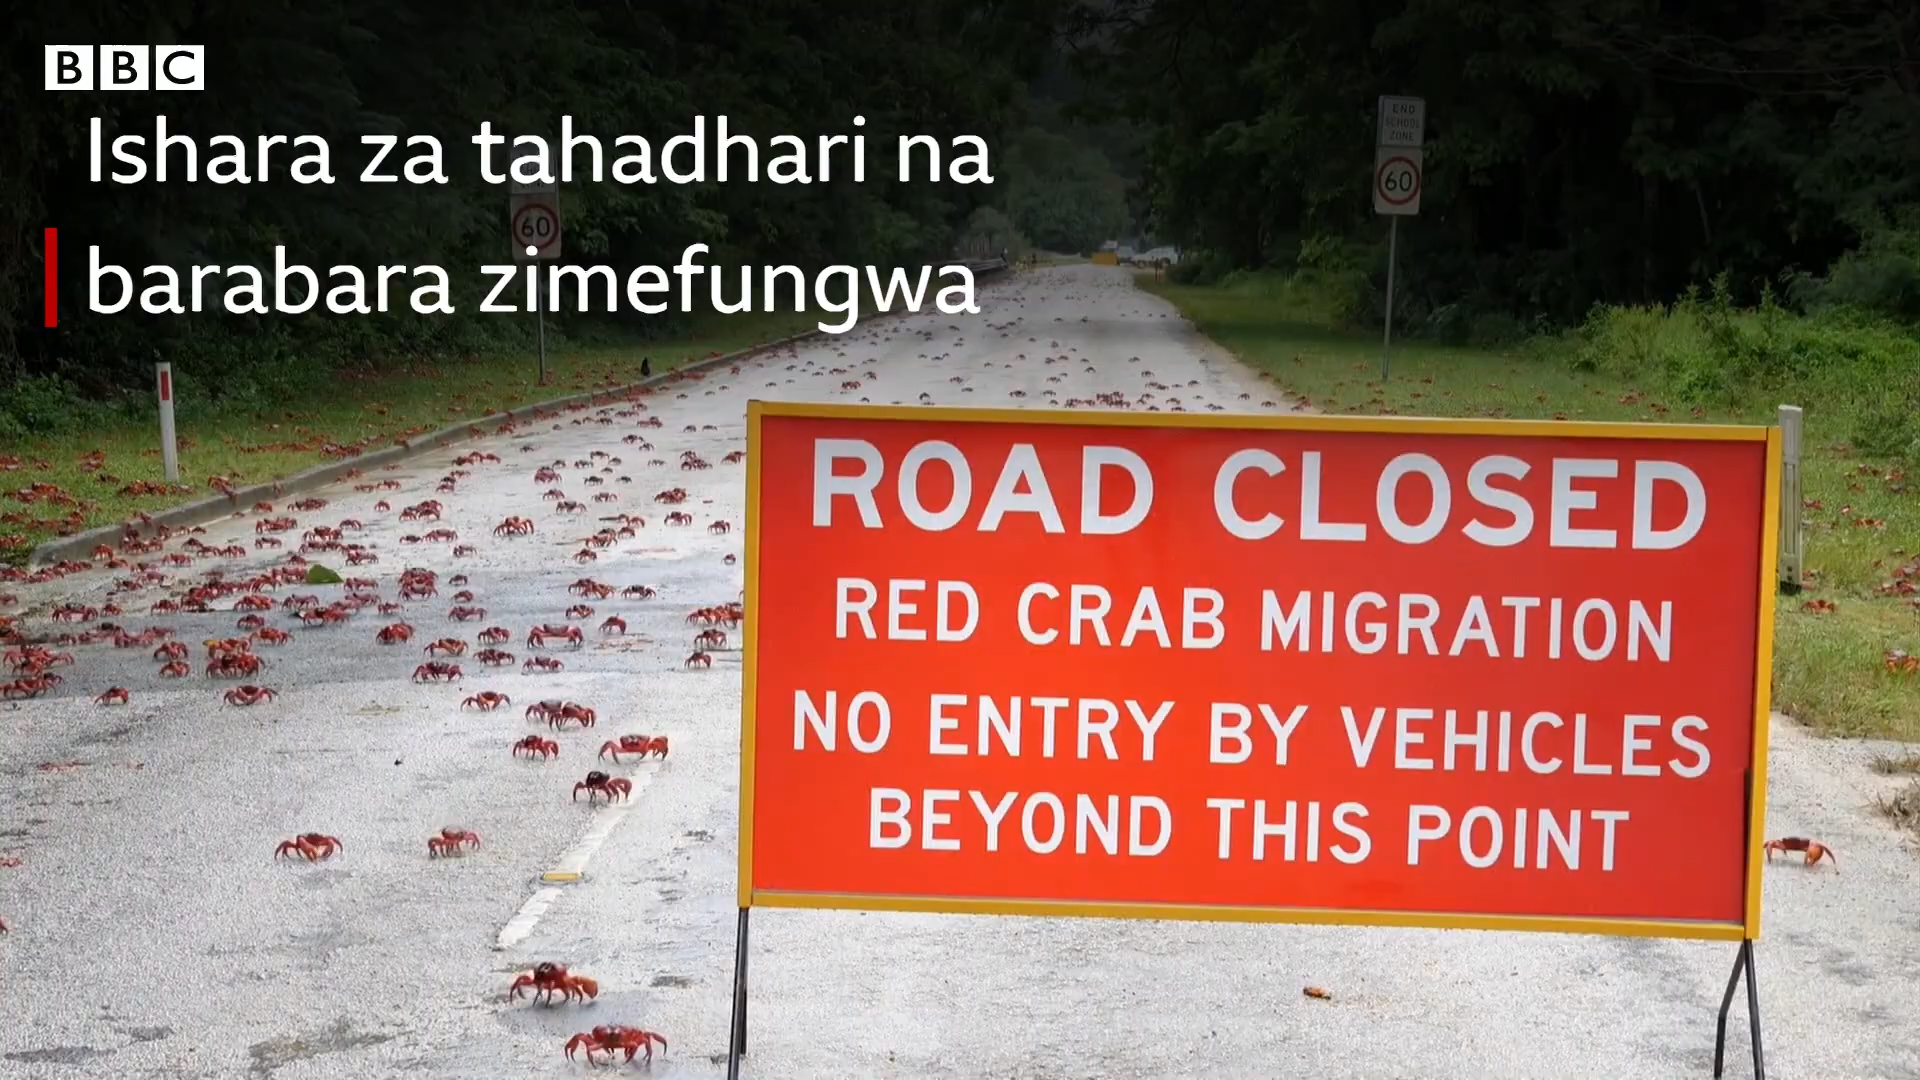 BBC
Ishara za tahadhari na
barabara zimefungwa
60
END
SCHOOL
ZONE
60
ROAD CLOSED
RED CRAB MIGRATION
NO ENTRY BY VEHICLES
BEYOND THIS POINT